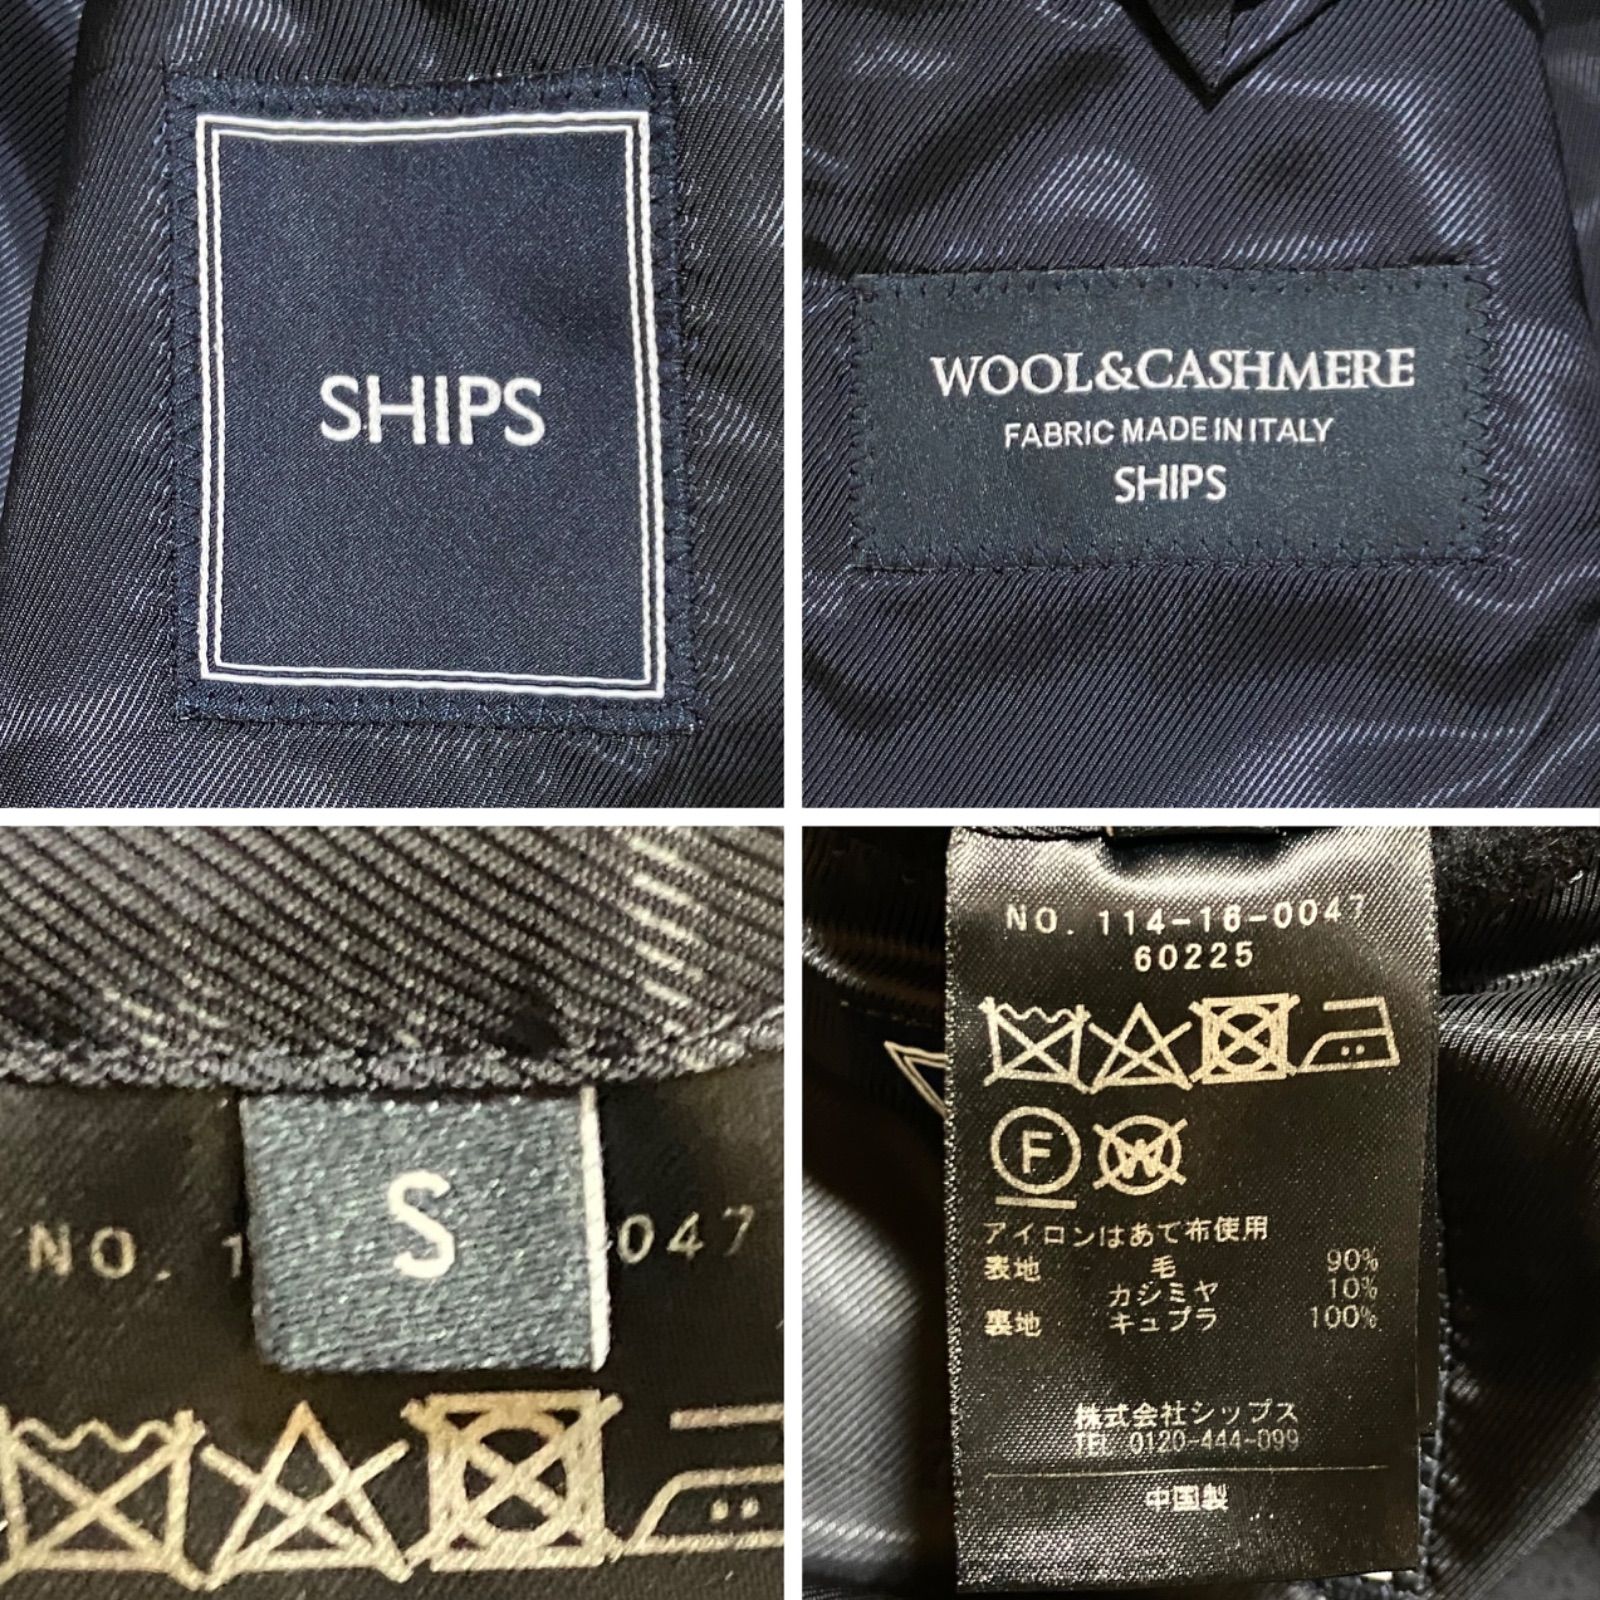 SHIPS
WOOL&CASHMERE
FABRIC MADE IN ITALY
SHIPS
S
NO. 1 047
NO. 114-16-0047
60225
F
W
アイロンはあて布使用
表地 毛 90%
カシミヤ 10%
裏地 キュプラ 100%
株式会社シップス
TEL 0120-444-099
中国製